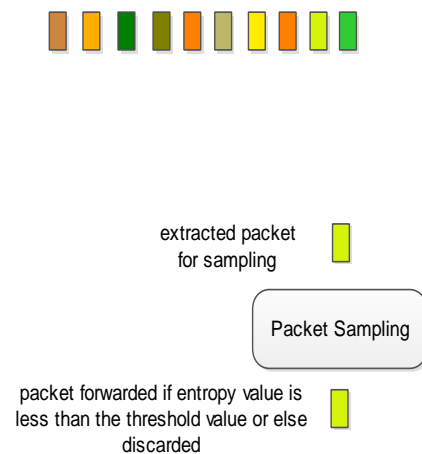 extracted packet
for sampling
Packet Sampling
packet forwarded if entropy value is
less than the threshold value or else
discarded